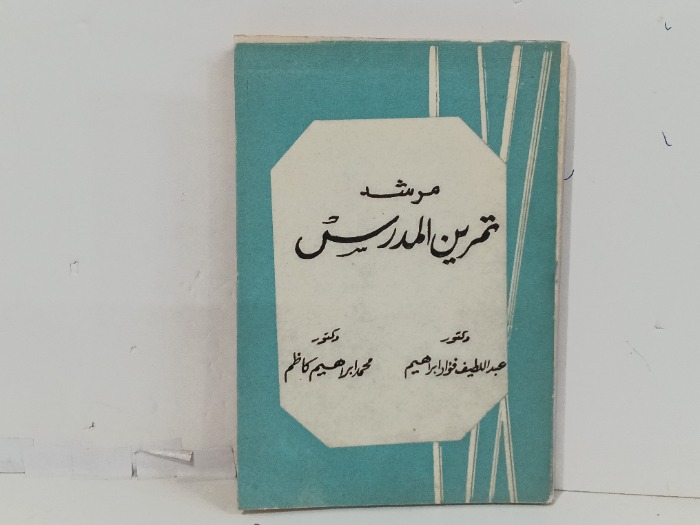 مرشد
تمرين المدرس
دكتور
عبد اللطيف فؤاد ابراهيم
دكتور
محمد ابراهيم كاظم